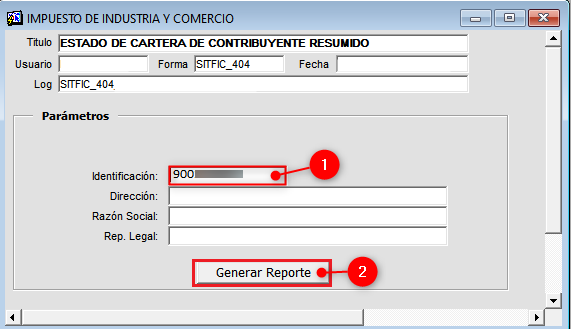 IMPUESTO DE INDUSTRIA Y COMERCIO
Titulo ESTADO DE CARTERA DE CONTRIBUYENTE RESUMIDO
Usuario Forma SITFIC_404 Fecha
Log SITFIC_404
Parámetros
Identificación: 900 1
Dirección:
Razón Social:
Rep. Legal:
Generar Reporte 2